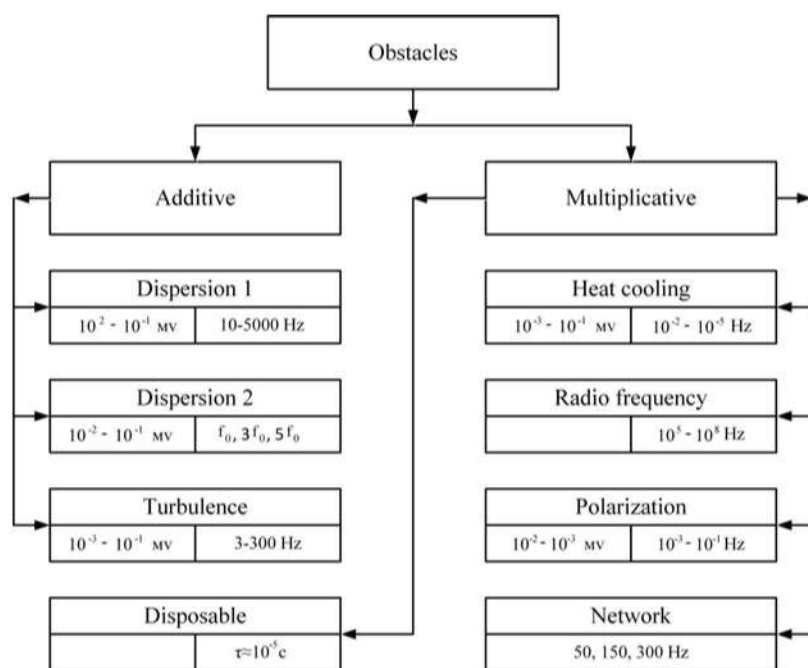 Obstacles
Additive
Multiplicative
Dispersion 1
10² - 10⁻¹ мV
10-5000 Hz
Heat cooling
10⁻³ - 10⁻¹ мV
10⁻² - 10⁻⁵ Hz
Dispersion 2
10⁻² - 10⁻¹ мV
f₀, 3f₀, 5f₀
Radio frequency
10⁵ - 10⁸ Hz
Turbulence
10⁻³ - 10⁻¹ мV
3-300 Hz
Polarization
10⁻² - 10⁻³ мV
10⁻³ - 10⁻¹ Hz
Disposable
τ≈10⁻⁵c
Network
50, 150, 300 Hz